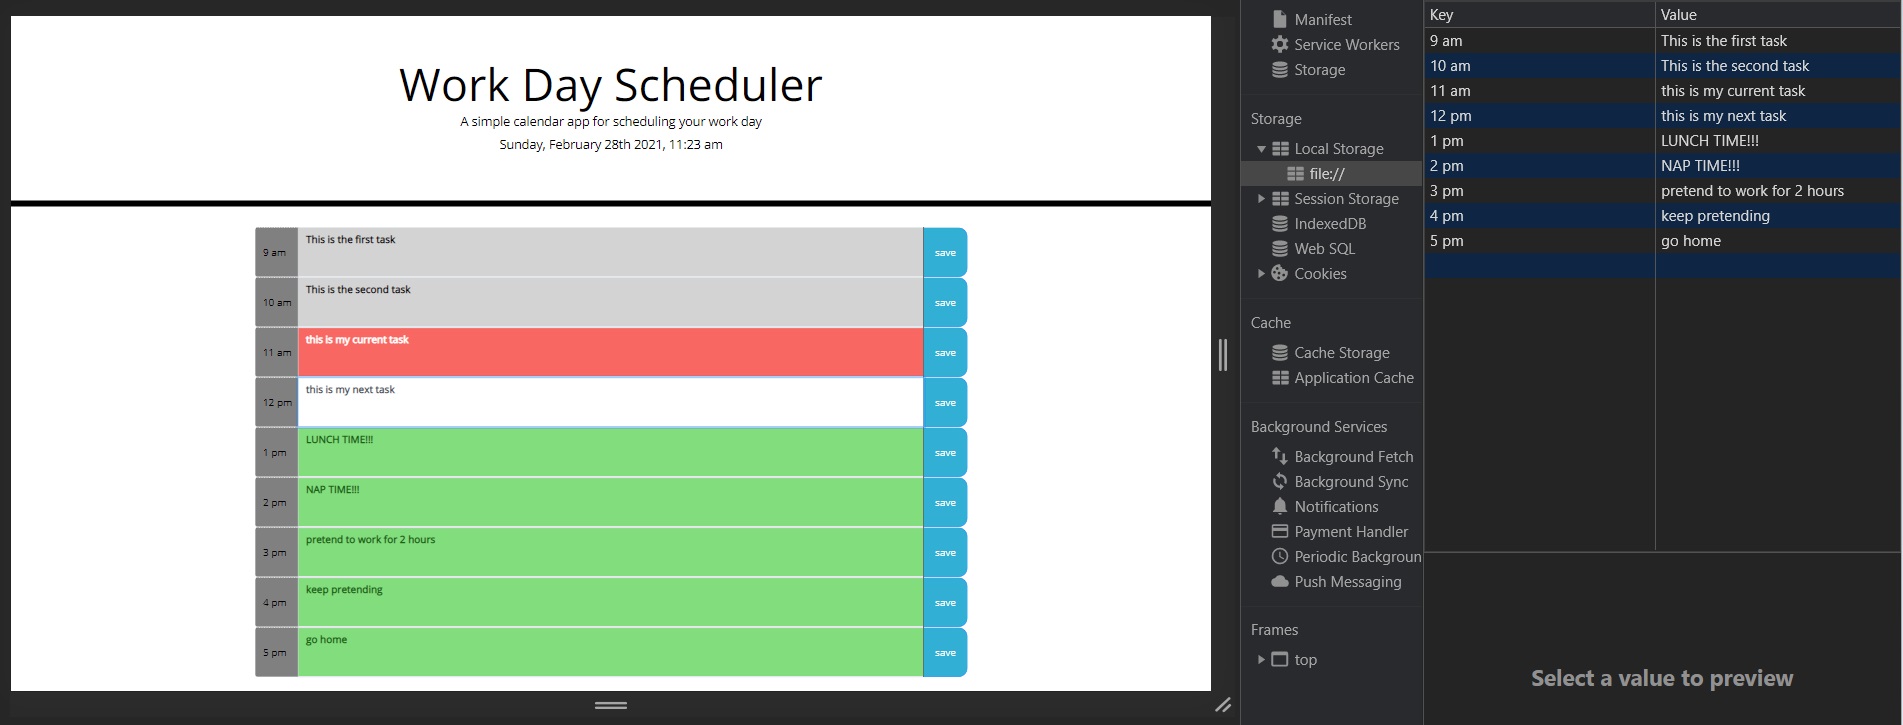 Work Day Scheduler
A simple calendar app for scheduling your work day
Sunday, February 28th 2021, 11:23 am
9 am This is the first task save
10 am This is the second task save
11 am this is my current task save
12 pm this is my next task save
1 pm LUNCH TIME!!! save
2 pm NAP TIME!!! save
3 pm pretend to work for 2 hours save
4 pm keep pretending save
5 pm go home save
Manifest
Service Workers
Storage
Storage
Local Storage
file://
Session Storage
IndexedDB
Web SQL
Cookies
Cache
Cache Storage
Application Cache
Background Services
Background Fetch
Background Sync
Notifications
Payment Handler
Periodic Backgroun
Push Messaging
Frames
top
Key Value
9 am This is the first task
10 am This is the second task
11 am this is my current task
12 pm this is my next task
1 pm LUNCH TIME!!!
2 pm NAP TIME!!!
3 pm pretend to work for 2 hours
4 pm keep pretending
5 pm go home
Select a value to preview